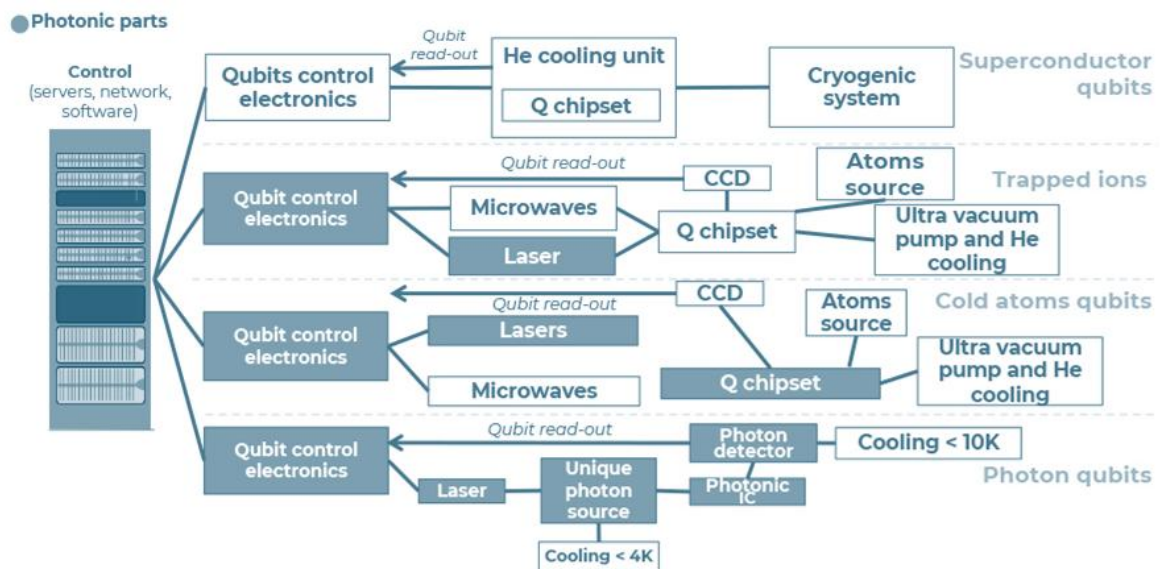 Photonic parts
Control
(servers, network,
software)
Qubits control
electronics
Qubit
read-out
He cooling unit
Q chipset
Cryogenic
system
Superconductor
qubits
Qubit control
electronics
Qubit read-out
Microwaves
Laser
CCD
Q chipset
Atoms
source
Ultra vacuum
pump and He
cooling
Trapped ions
Qubit control
electronics
Qubit read-out
Lasers
Microwaves
CCD
Q chipset
Atoms
source
Ultra vacuum
pump and He
cooling
Cold atoms qubits
Qubit control
electronics
Qubit read-out
Laser
Unique
photon
source
Cooling < 4K
Photon
detector
Photonic
IC
Cooling < 10K
Photon qubits